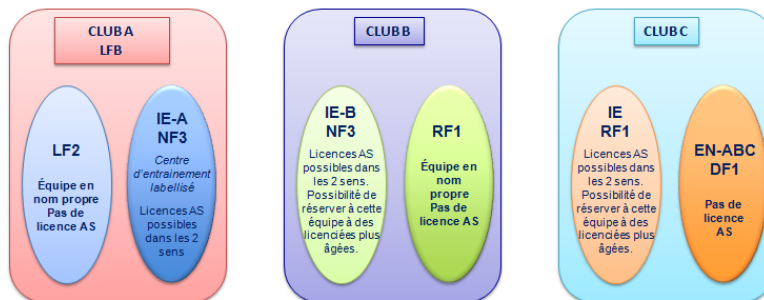 CLUB A
LFB
LF2
Équipe en
nom propre
Pas de
licence AS
IE-A
NF3
Centre
d'entrainement
labellisé
Licences AS
possibles
dans les 2
sens
CLUB B
IE-B
NF3
Licences AS
possibles dans
les 2 sens.
Possibilité de
réserver à cette
équipe à des
licenciées plus
âgées.
RF1
Équipe en
nom
propre
Pas de
licence AS
CLUB C
IE
RF1
Licences AS
possibles dans
les 2 sens.
Possibilité de
réserver à cette
équipe à des
licenciées plus
âgées.
EN-ABC
DF1
Pas de
licence
AS